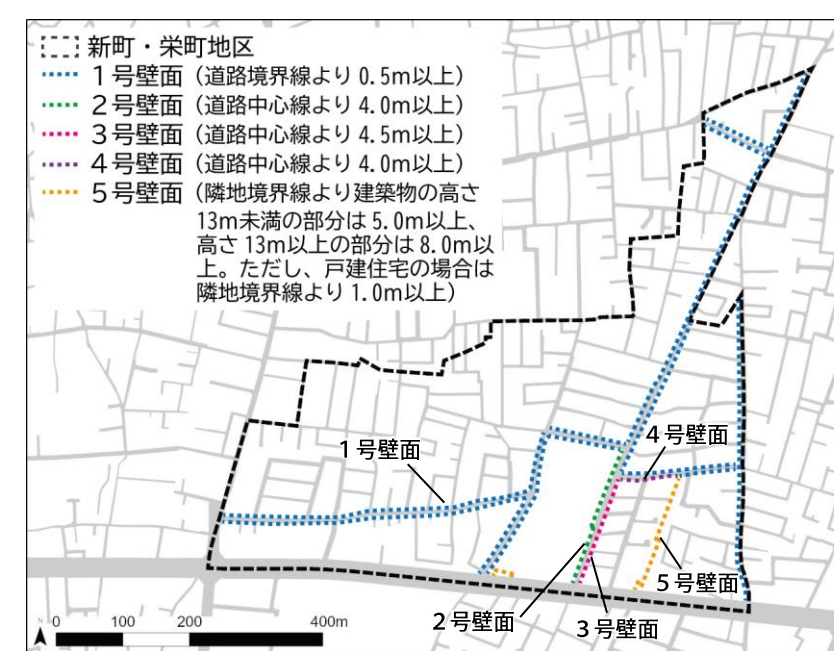 新町・栄町地区
1号壁面（道路境界線より 0.5m以上）
2号壁面（道路中心線より 4.0m以上）
3号壁面（道路中心線より 4.5m以上）
4号壁面（道路中心線より 4.0m以上）
5号壁面（隣地境界線より建築物の高さ
13m未満の部分は 5.0m以上、
高さ 13m以上の部分は 8.0m以
上。ただし、戸建住宅の場合は
隣地境界線より 1.0m以上）
4号壁面
1号壁面
5号壁面
2号壁面
3号壁面
0 100 200 400m